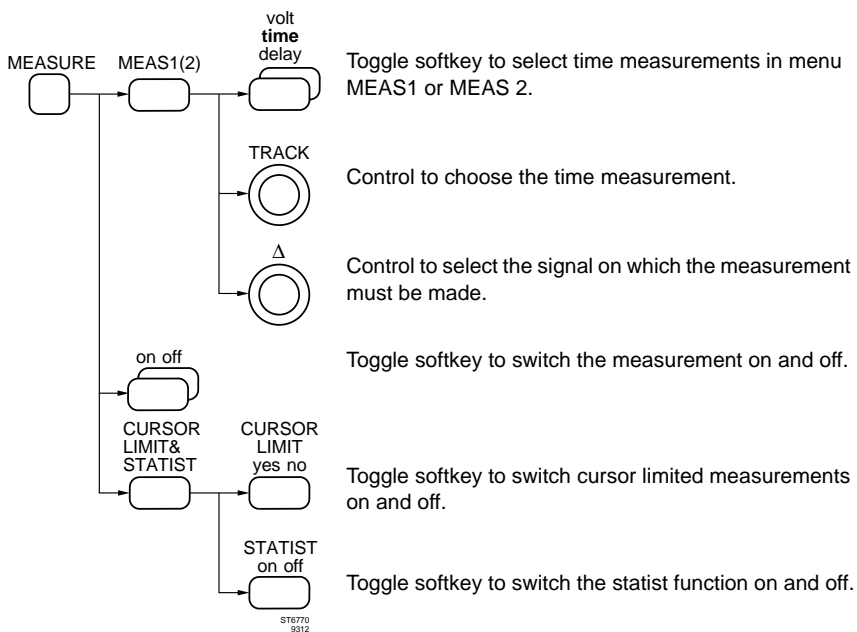 volt
time
delay
MEASURE MEAS1(2)
Toggle softkey to select time measurements in menu
MEAS1 or MEAS 2.
TRACK
Control to choose the time measurement.
Δ
Control to select the signal on which the measurement
must be made.
on off
Toggle softkey to switch the measurement on and off.
CURSOR
LIMIT&
STATIST
CURSOR
LIMIT
yes no
Toggle softkey to switch cursor limited measurements
on and off.
STATIST
on off
Toggle softkey to switch the statist function on and off.
ST6770
9312